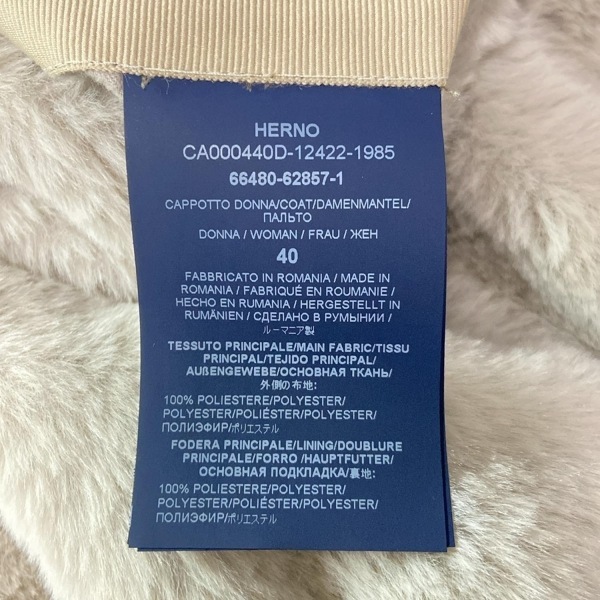 HERNO
CA000440D-12422-1985
66480-62857-1
CAPPOTTO DONNA/COAT/DAMENMANTEL/
ПАЛЬТО
DONNA / WOMAN / FRAU / ЖЕН
40
FABBRICATO IN ROMANIA / MADE IN
ROMANIA / FABRIQUÉ EN ROUMANIE /
HECHO EN RUMANIA / HERGESTELLT IN
RUMÄNIEN / СДЕЛАНО В РУМЫНИИ /
ルーマニア製
TESSUTO PRINCIPALE/MAIN FABRIC/TISSU
PRINCIPAL/TEJIDO PRINCIPAL/
AUßENGEWEBE/ОСНОВНАЯ ТКАНЬ/
外側の布地:
100% POLIESTERE/POLYESTER/
POLYESTER/POLIÉSTER/POLYESTER/
ПОЛИЭФИР/ポリエステル
FODERA PRINCIPALE/LINING/DOUBLURE
PRINCIPALE/FORRO /HAUPTFUTTER/
ОСНОВНАЯ ПОДКЛАДКА/裏地:
100% POLIESTERE/POLYESTER/
POLYESTER/POLIÉSTER/POLYESTER/
ПОЛИЭФИР/ポリエステル